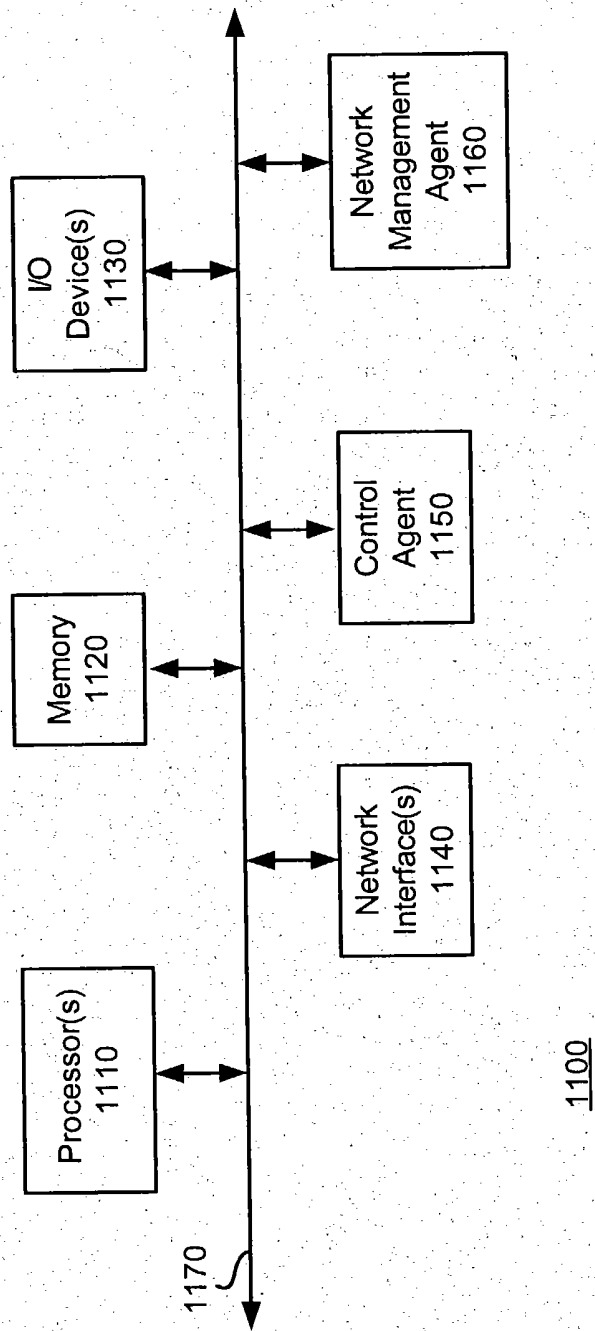 Processor(s)
1110
Memory
1120
I/O
Device(s)
1130
1170
Network
Interface(s)
1140
Control
Agent
1150
Network
Management
Agent
1160
1100